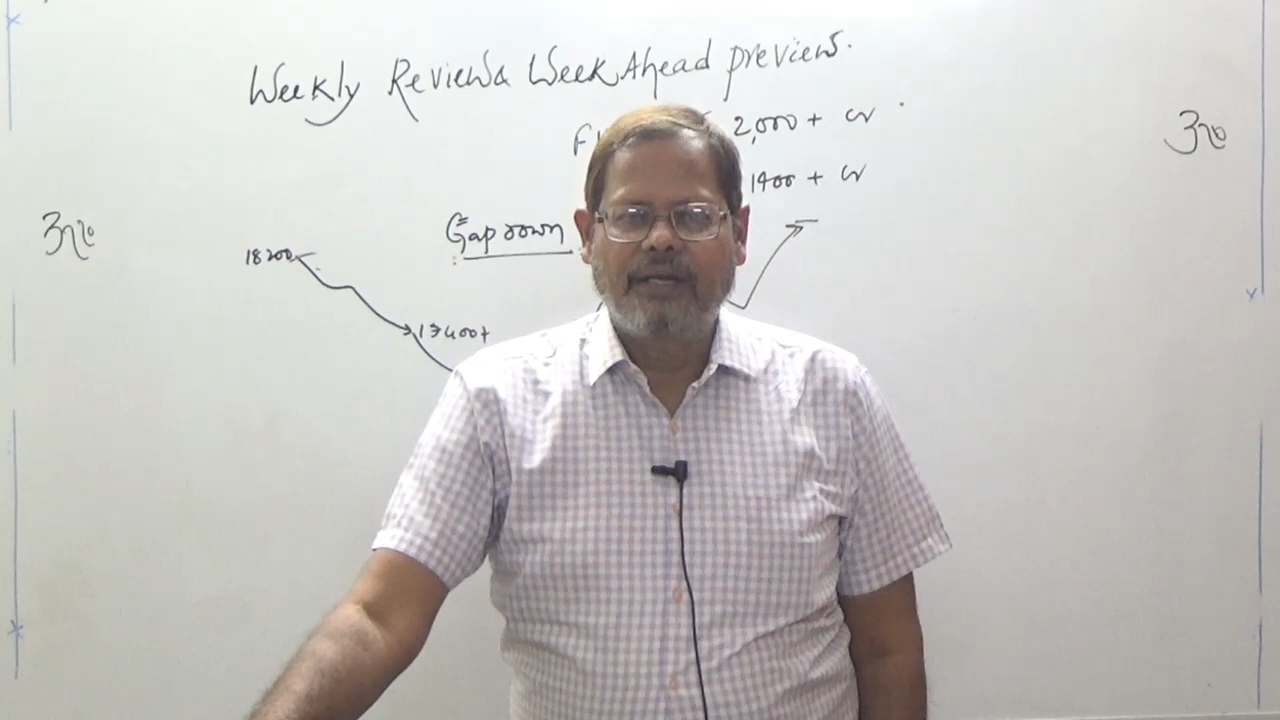 Weekly Review & Week Ahead preview.
2,000 + cr
1400 + cr
Gap down
18200
17400+